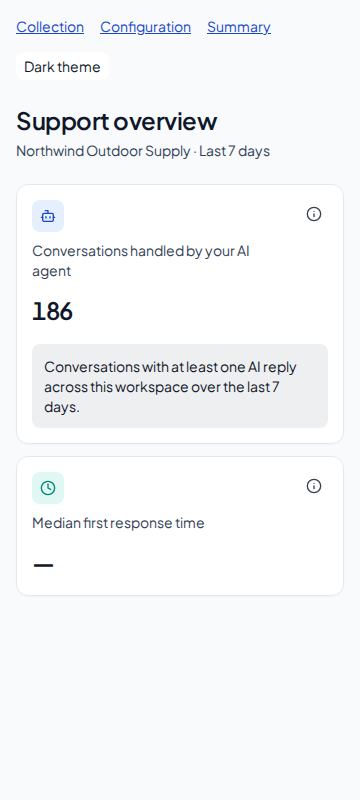 Collection Configuration Summary
Dark theme
Support overview
Northwind Outdoor Supply · Last 7 days
Conversations handled by your AI
agent
186
Conversations with at least one AI reply
across this workspace over the last 7
days.
Median first response time
—